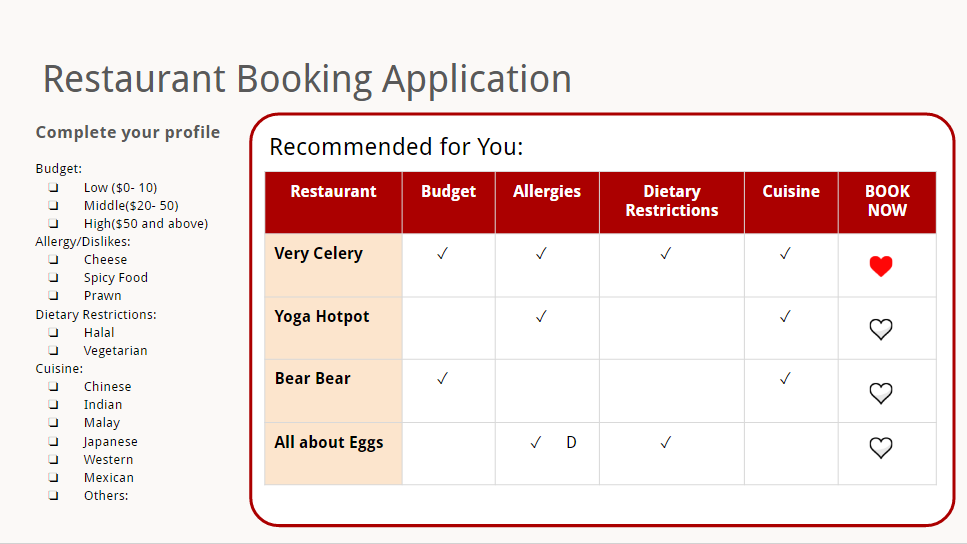 Restaurant Booking Application
Complete your profile
Budget:
❑ Low ($0- 10)
❑ Middle($20- 50)
❑ High($50 and above)
Allergy/Dislikes:
❑ Cheese
❑ Spicy Food
❑ Prawn
Dietary Restrictions:
❑ Halal
❑ Vegetarian
Cuisine:
❑ Chinese
❑ Indian
❑ Malay
❑ Japanese
❑ Western
❑ Mexican
❑ Others:
Recommended for You:
Restaurant Budget Allergies Dietary Restrictions Cuisine BOOK NOW
Very Celery ✓ ✓ ✓ ✓
Yoga Hotpot ✓ ✓
Bear Bear ✓ ✓
All about Eggs ✓ D ✓